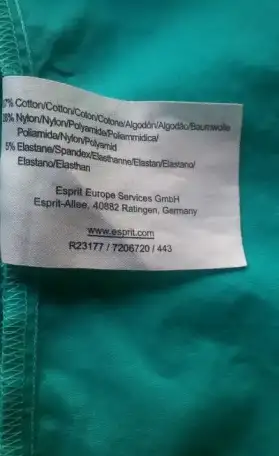 7% Cotton/Cotton/Coton/Cotone/Algodón/Algodão/Baumwolle
Nylon/Nylon/Polyamide/Poliammidica/
Poliamida/Nylon/Polyamid
5% Elastane/Spandex/Elasthanne/Elastan/Elastano/
Elastano/Elasthan
Esprit Europe Services GmbH
Esprit-Allee, 40882 Ratingen, Germany
www.esprit.com
R23177 / 7206720 / 443